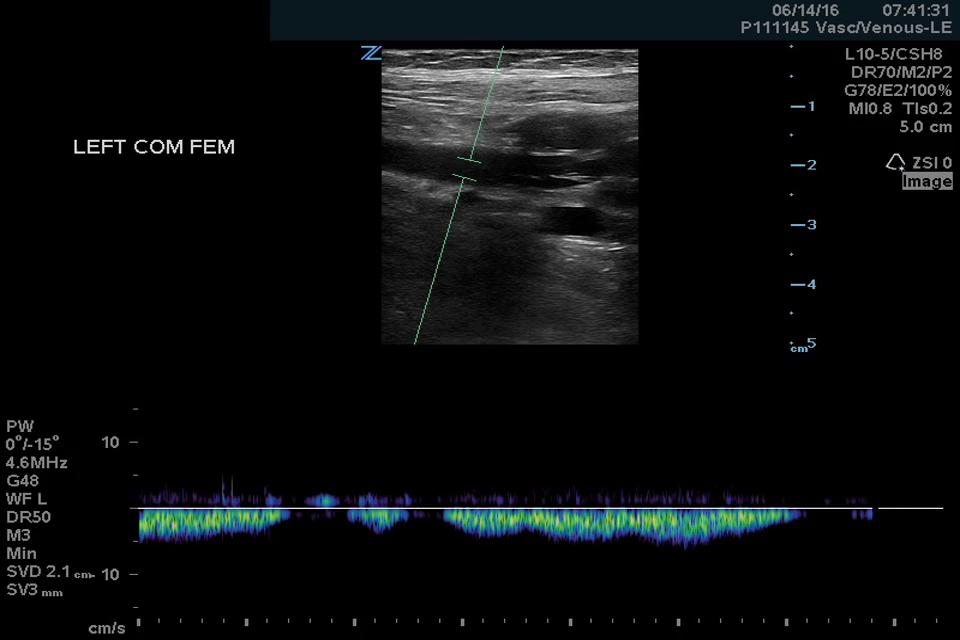 06/14/16 07:41:31
P111145 Vasc/Venous-LE
Z
L10-5/CSH8
DR70/M2/P2
G78/E2/100%
MI0.8 TIs0.2
5.0 cm
ZSI 0
Image
LEFT COM FEM
1
2
3
4
cm 5
PW
0°/-15°
4.6MHz
G48
WF L
DR50
M3
Min
SVD 2.1 cm
SV3 mm
10
- 10
cm/s